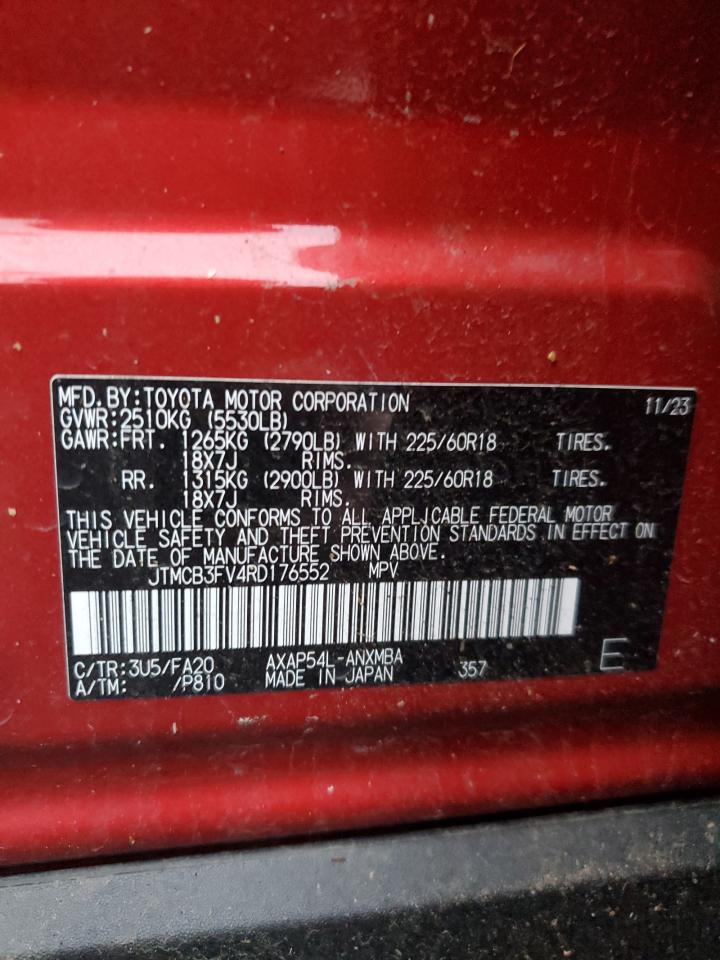 MFD.BY:TOYOTA MOTOR CORPORATION 11/23
GVWR:2510KG (5530LB)
GAWR:FRT. 1265KG (2790LB) WITH 225/60R18 TIRES.
18X7J RIMS.
RR. 1315KG (2900LB) WITH 225/60R18 TIRES.
18X7J RIMS.
THIS VEHICLE CONFORMS TO ALL APPLICABLE FEDERAL MOTOR
VEHICLE SAFETY AND THEFT PREVENTION STANDARDS IN EFFECT ON
THE DATE OF MANUFACTURE SHOWN ABOVE.
JTMCB3FV4RD176552 MPV
C/TR:3U5/FA20 AXAP54L-ANXMBA 357 E
A/TM: /P810 MADE IN JAPAN